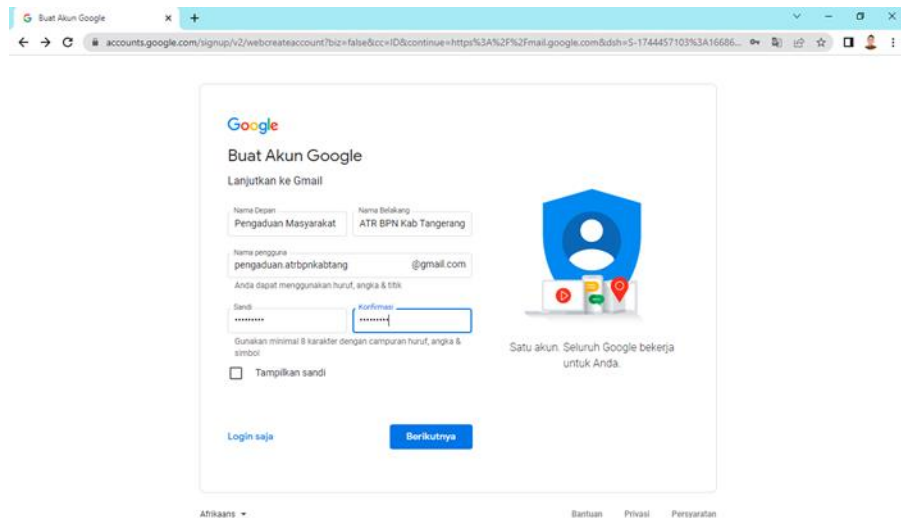 Buat Akun Google
accounts.google.com/signup/v2/webcreateaccount?biz=false&cc=ID&continue=https%3A%2F%2Fmail.google.com&dsh=S-1744457103%3A16686...
Google
Buat Akun Google
Lanjutkan ke Gmail
Nama Depan
Nama Belakang
Pengaduan Masyarakat
ATR BPN Kab Tangerang
Nama pengguna
pengaduan.atrbpnkabtang
@gmail.com
Anda dapat menggunakan huruf, angka & titik
Sandi
Konfirmasi
•••••••••
•••••••••
Gunakan minimal 8 karakter dengan campuran huruf, angka &
simbol
Tampilkan sandi
Satu akun. Seluruh Google bekerja
untuk Anda.
Login saja
Berikutnya
Afrikaans
Bantuan
Privasi
Persyaratan